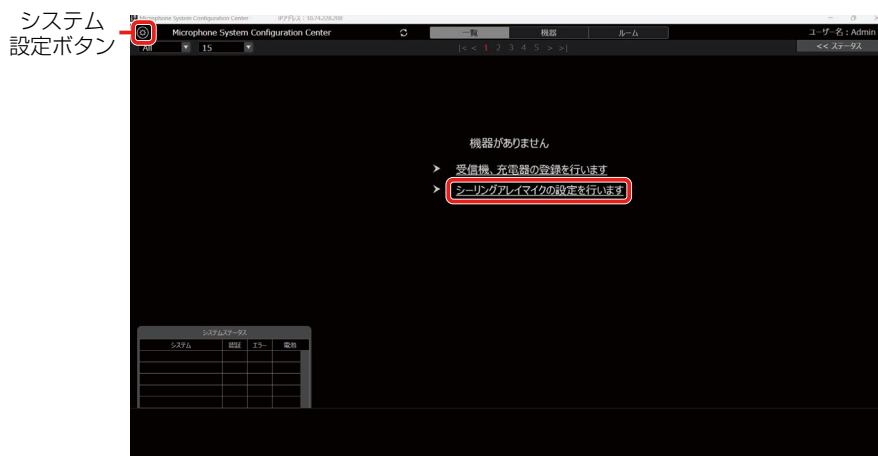 システム
設定ボタン
Microphone System Configuration Center IPアドレス : 10.74.228.208
Microphone System Configuration Center 一覧 機器 ルーム ユーザー名 : Admin
All 15 |< < 1 2 3 4 5 > >| << ステータス
機器がありません
受信機、充電器の登録を行います
シーリングアレイマイクの設定を行います
システムステータス
システム 認証 エラー 電池